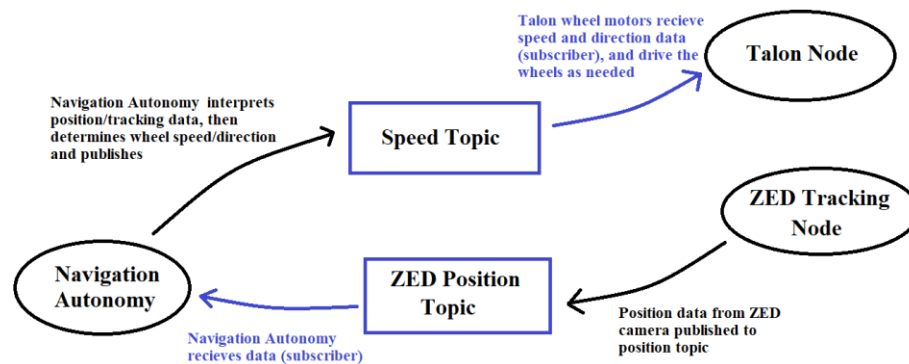 Talon wheel motors recieve
speed and direction data
(subscriber), and drive the
wheels as needed
Talon Node
Navigation Autonomy  interprets
position/tracking data, then
determines wheel speed/direction
and publishes
Speed Topic
ZED Tracking
Node
Navigation
Autonomy
ZED Position
Topic
Navigation Autonomy
recieves data (subscriber)
Position data from ZED
camera published to
position topic